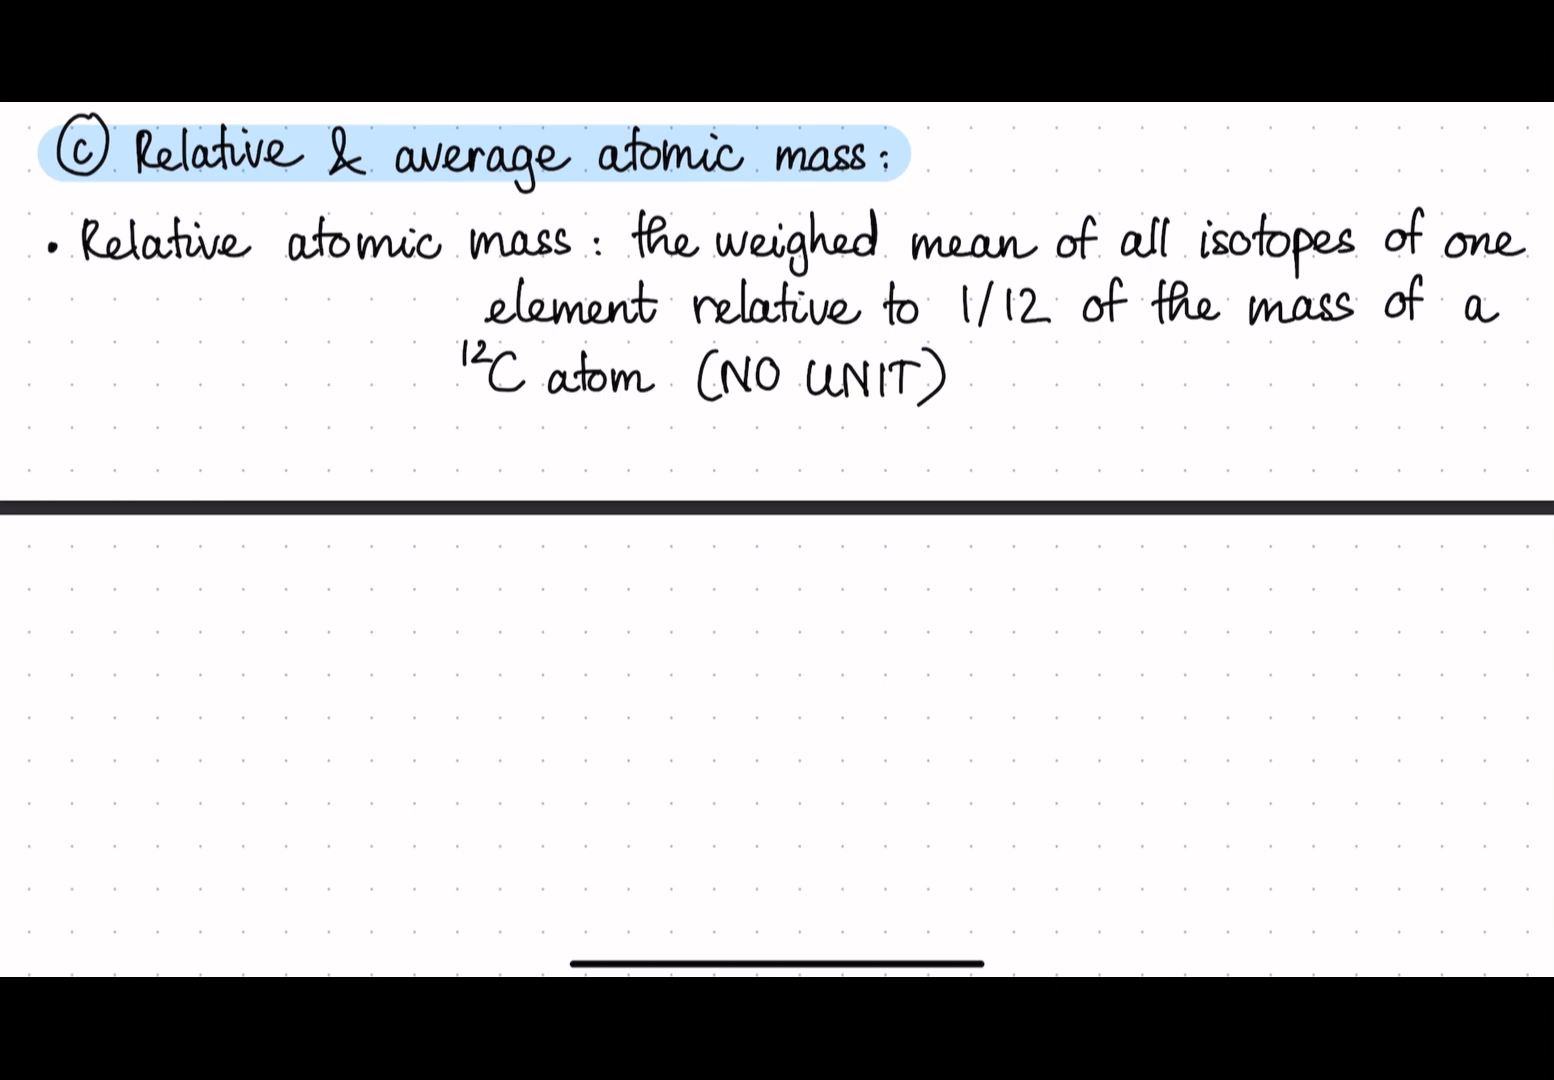 (c) Relative & average atomic mass:
• Relative atomic mass: the weighed mean of all isotopes of one
element relative to 1/12 of the mass of a
¹²C atom (NO UNIT)